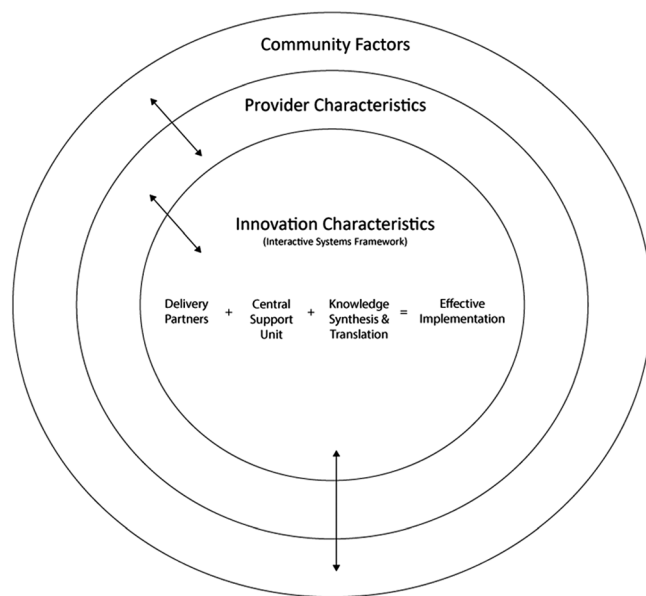 Community Factors
Provider Characteristics
Innovation Characteristics
(Interactive Systems Framework)
Delivery Partners + Central Support Unit + Knowledge Synthesis & Translation = Effective Implementation